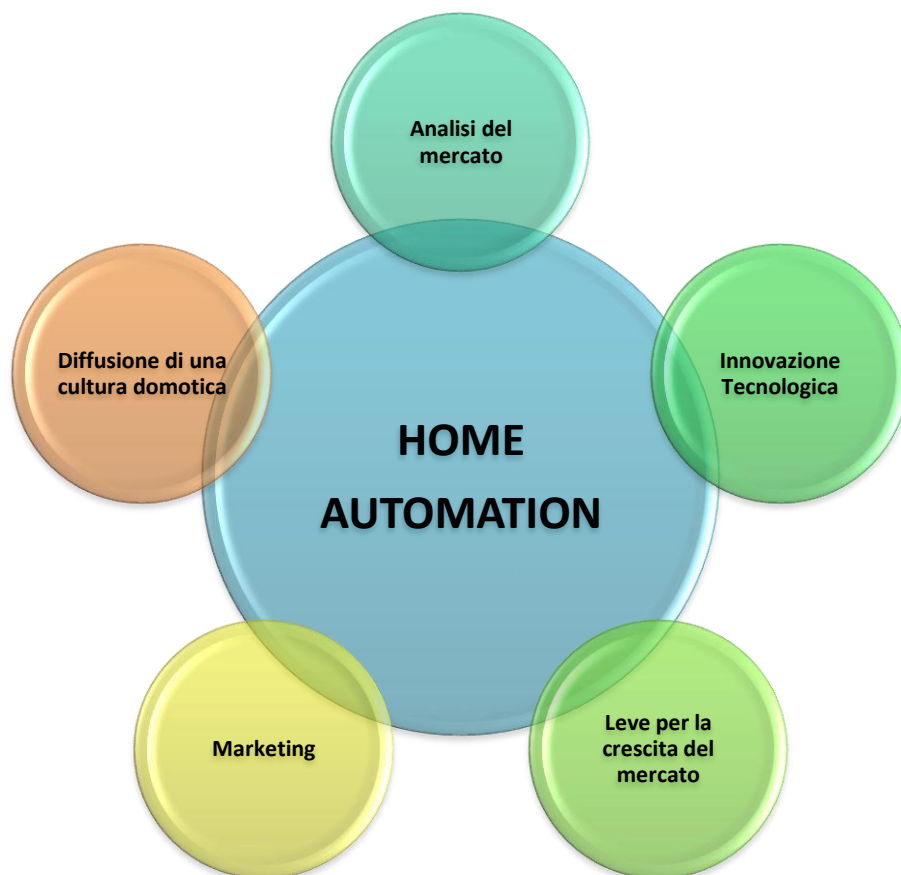 Analisi del
mercato
Diffusione di una
cultura domotica
Innovazione
Tecnologica
HOME
AUTOMATION
Marketing
Leve per la
crescita del
mercato